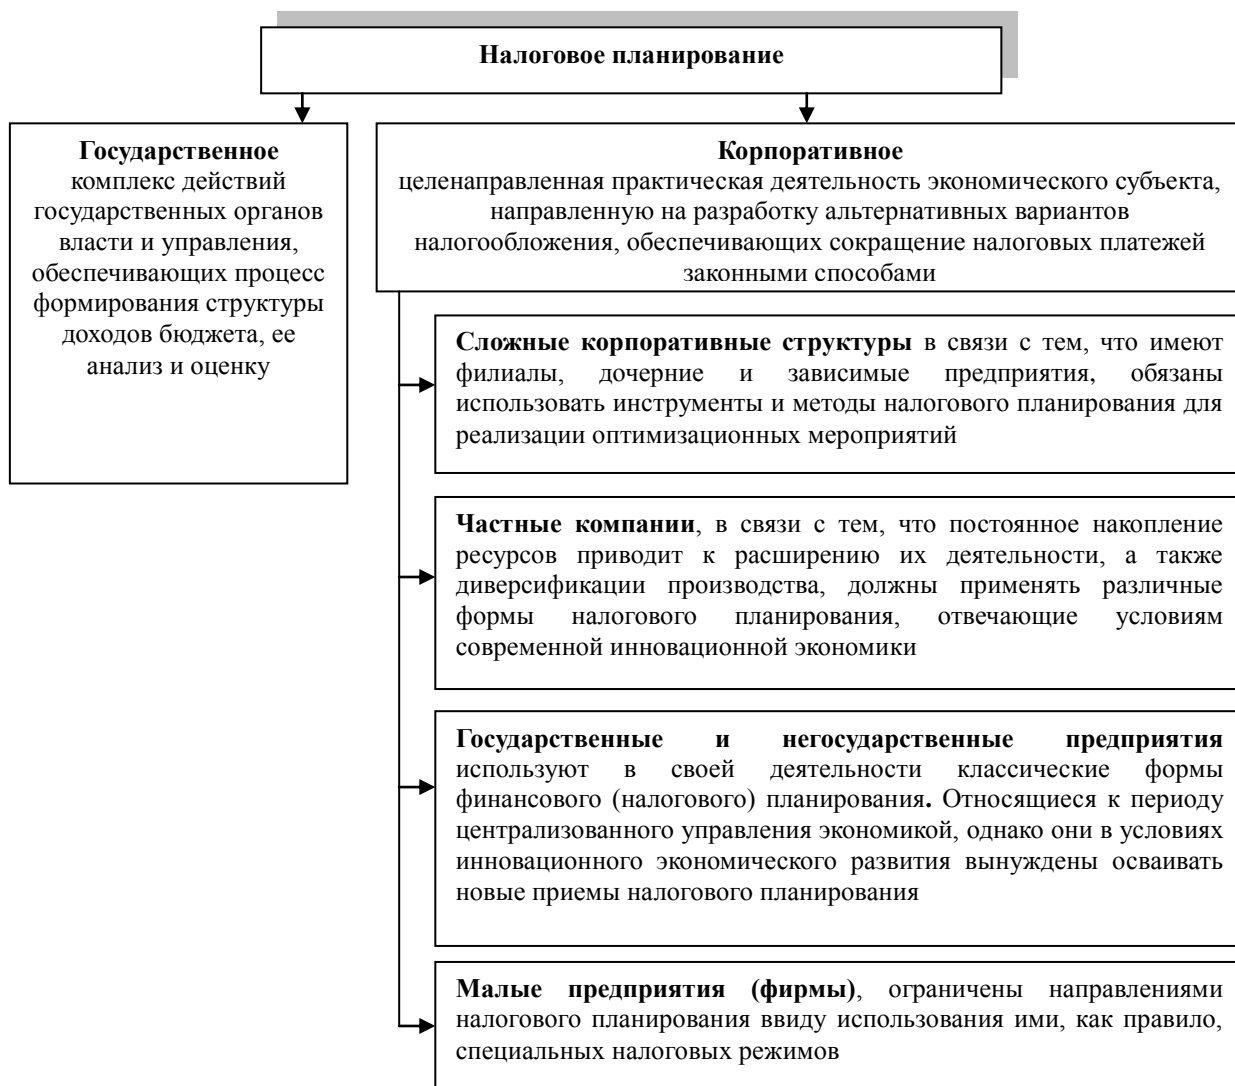 Налоговое планирование
Государственное
комплекс действий
государственных органов
власти и управления,
обеспечивающих процесс
формирования структуры
доходов бюджета, ее
анализ и оценку
Корпоративное
целенаправленная практическая деятельность экономического субъекта,
направленную на разработку альтернативных вариантов
налогообложения, обеспечивающих сокращение налоговых платежей
законными способами
Сложные корпоративные структуры в связи с тем, что имеют
филиалы, дочерние и зависимые предприятия, обязаны
использовать инструменты и методы налогового планирования для
реализации оптимизационных мероприятий
Частные компании, в связи с тем, что постоянное накопление
ресурсов приводит к расширению их деятельности, а также
диверсификации производства, должны применять различные
формы налогового планирования, отвечающие условиям
современной инновационной экономики
Государственные и негосударственные предприятия
используют в своей деятельности классические формы
финансового (налогового) планирования. Относящиеся к периоду
централизованного управления экономикой, однако они в условиях
инновационного экономического развития вынуждены осваивать
новые приемы налогового планирования
Малые предприятия (фирмы), ограничены направлениями
налогового планирования ввиду использования ими, как правило,
специальных налоговых режимов